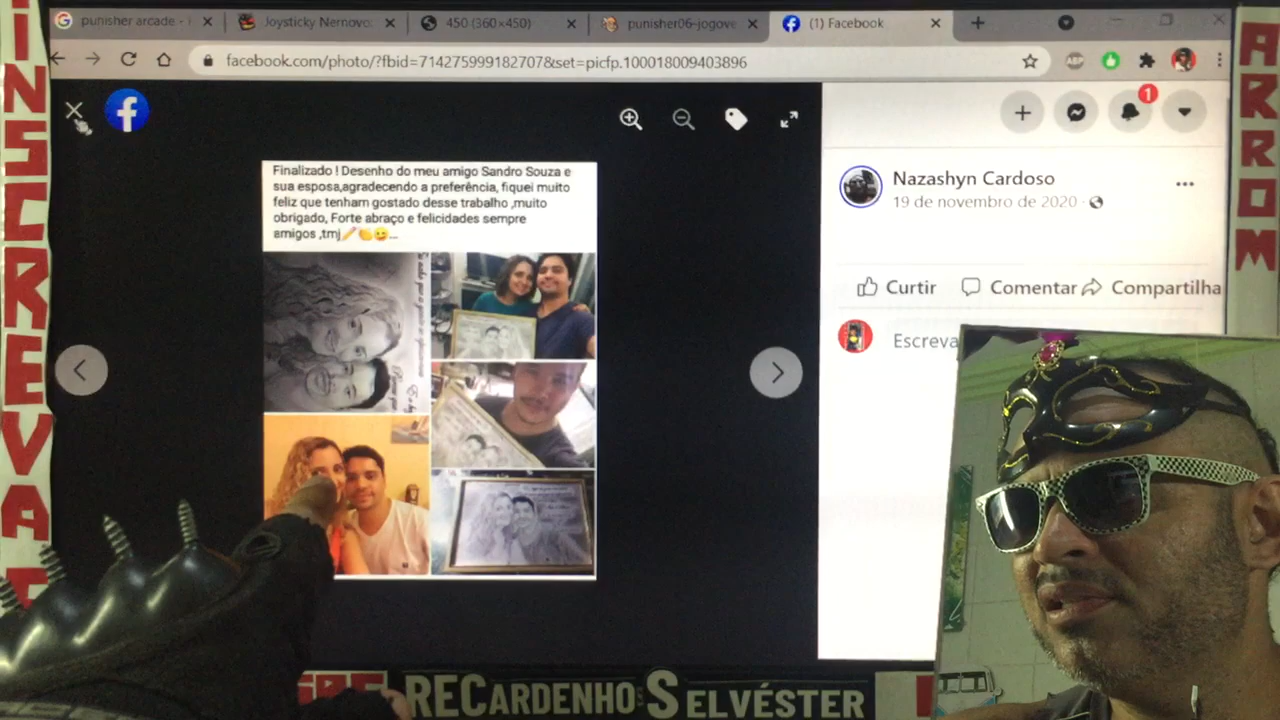 punisher arcade -
Joysticky Nernovo
450 (360×450)
punisher06-jogove
(1) Facebook
facebook.com/photo/?fbid=714275999182707&set=picfp.100018009403896
1
Finalizado ! Desenho do meu amigo Sandro Souza e
sua esposa,agradecendo a preferência, fiquei muito
feliz que tenham gostado desse trabalho ,muito
obrigado, Forte abraço e felicidades sempre
amigos ,tmj✏️👏😄...
Nazashyn Cardoso
19 de novembro de 2020 ·
Curtir
Comentar
Compartilha
Escreva
INSCREVA
ARROM
RECARDENHO SELVÉSTER